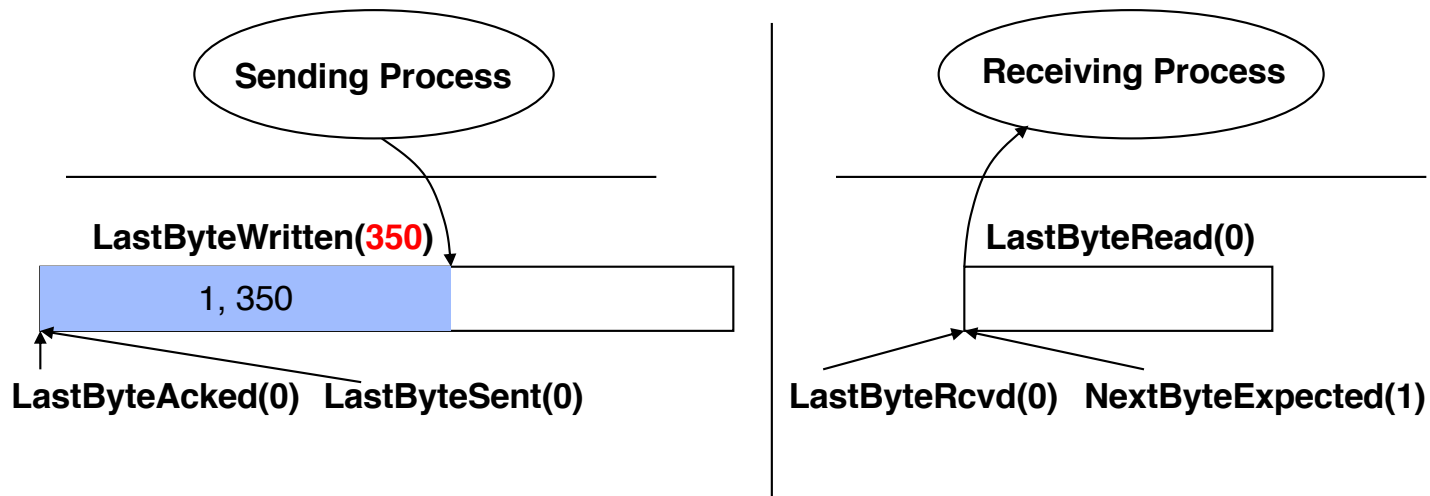 Sending Process
Receiving Process
LastByteWritten(350)
LastByteRead(0)
1, 350
LastByteAcked(0)
LastByteSent(0)
LastByteRcvd(0)
NextByteExpected(1)